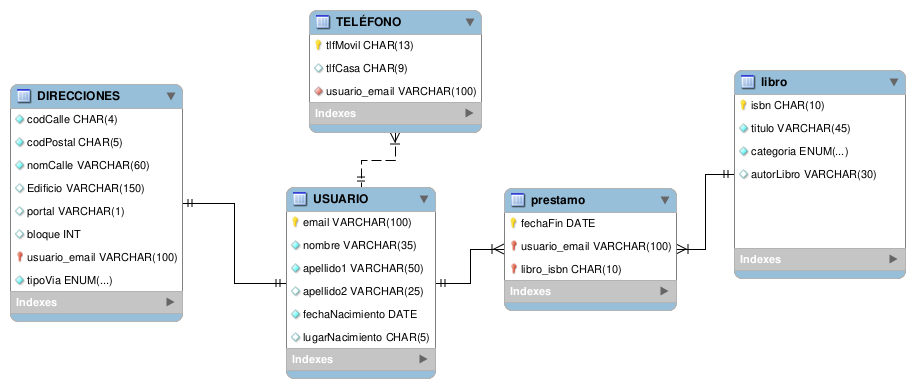 TELÉFONO
tlfMovil CHAR(13)
tlfCasa CHAR(9)
usuario_email VARCHAR(100)
Indexes
DIRECCIONES
codCalle CHAR(4)
codPostal CHAR(5)
nomCalle VARCHAR(60)
Edificio VARCHAR(150)
portal VARCHAR(1)
bloque INT
usuario_email VARCHAR(100)
tipoVia ENUM(...)
Indexes
USUARIO
email VARCHAR(100)
nombre VARCHAR(35)
apellido1 VARCHAR(50)
apellido2 VARCHAR(25)
fechaNacimiento DATE
lugarNacimiento CHAR(5)
Indexes
prestamo
fechaFin DATE
usuario_email VARCHAR(100)
libro_isbn CHAR(10)
Indexes
libro
isbn CHAR(10)
titulo VARCHAR(45)
categoria ENUM(...)
autorLibro VARCHAR(30)
Indexes